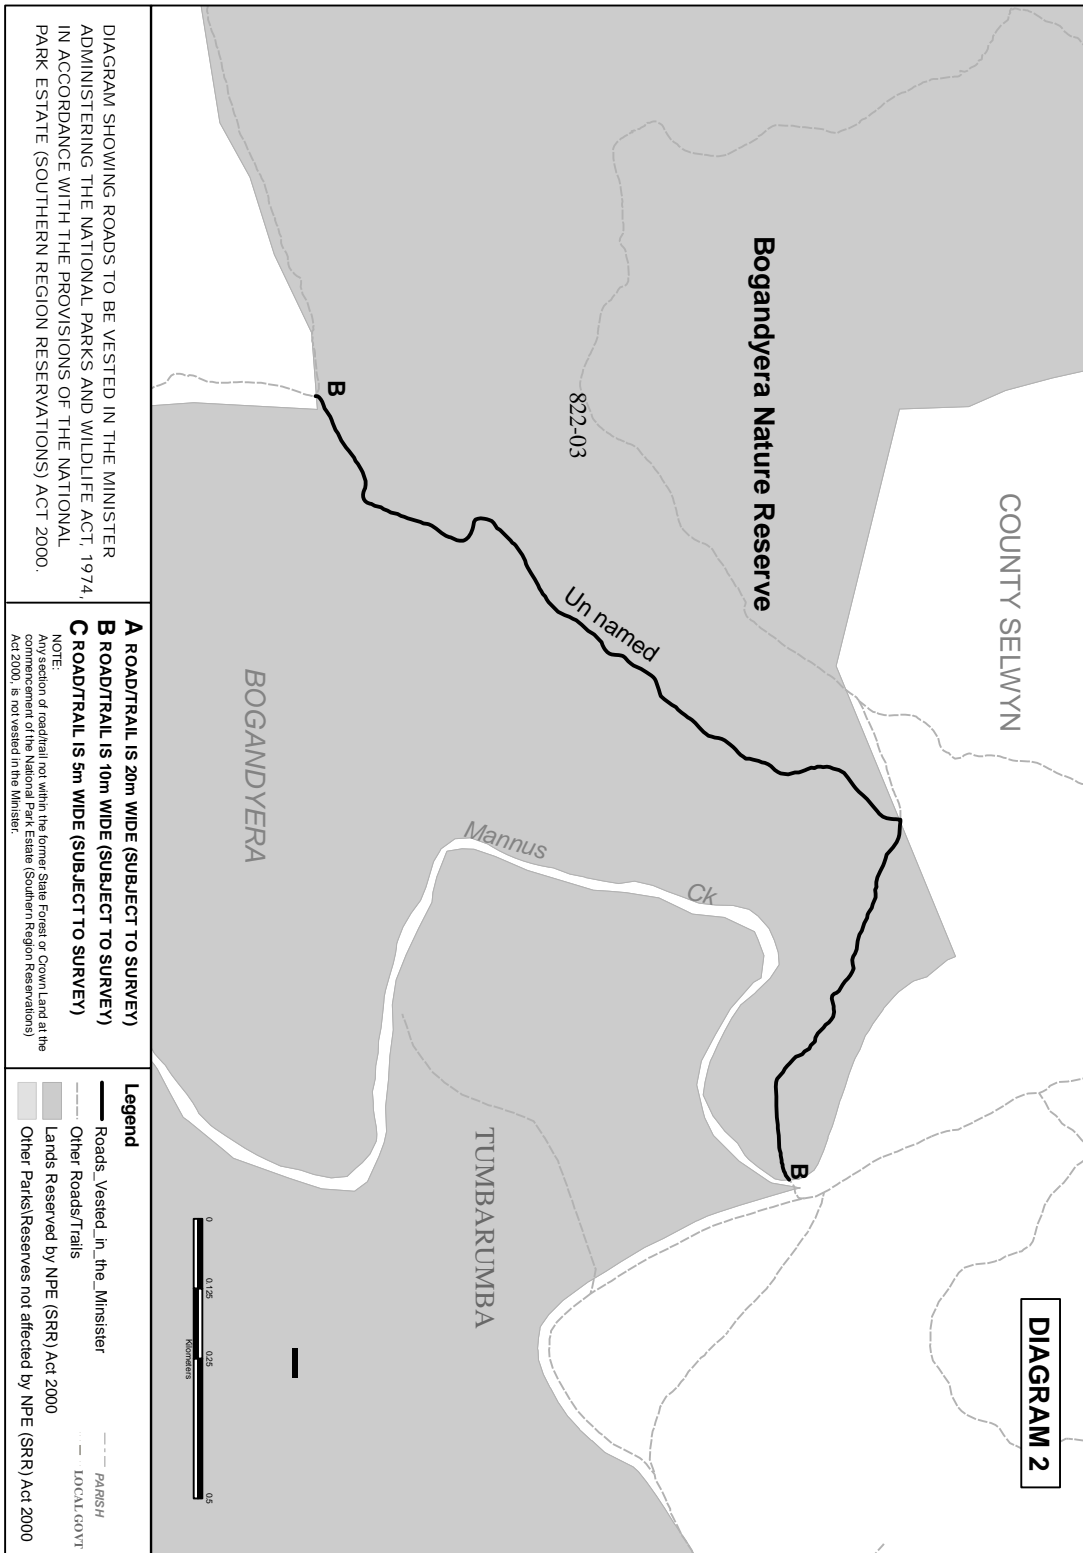 DIAGRAM 2
COUNTY SELWYN
Bogandyera Nature Reserve
822-03
Un named
B
B
Mannus
Ck
BOGANDYERA
TUMBARUMBA
0
0.125
0.25
0.5
Kilometers
DIAGRAM SHOWING ROADS TO BE VESTED IN THE MINISTER
ADMINISTERING THE NATIONAL PARKS AND WILDLIFE ACT, 1974,
IN ACCORDANCE WITH THE PROVISIONS OF THE NATIONAL
PARK ESTATE (SOUTHERN REGION RESERVATIONS) ACT 2000.
A ROAD/TRAIL IS 20m WIDE (SUBJECT TO SURVEY)
B ROAD/TRAIL IS 10m WIDE (SUBJECT TO SURVEY)
C ROAD/TRAIL IS 5m WIDE (SUBJECT TO SURVEY)
NOTE:
Any section of road/trail not within the former State Forest or Crown Land at the
commencement of the National Park Estate (Southern Region Reservations)
Act 2000, is not vested in the Minister.
Legend
Roads_Vested_in_the_Minsister
Other Roads/Trails
Lands Reserved by NPE (SRR) Act 2000
Other Parks\Reserves not affected by NPE (SRR) Act 2000
PARISH
LOCAL GOVT